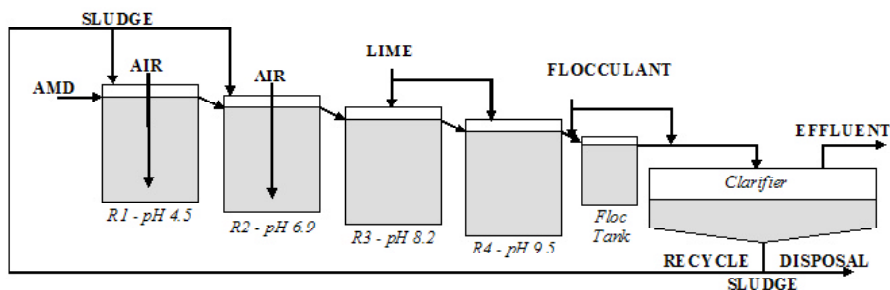 SLUDGE
AIR
AIR
LIME
FLOCCULANT
AMD
EFFLUENT
Clarifier
R1 - pH 4.5
R2 - pH 6.9
R3 - pH 8.2
R4 - pH 9.5
Floc
Tank
RECYCLE
DISPOSAL
SLUDGE